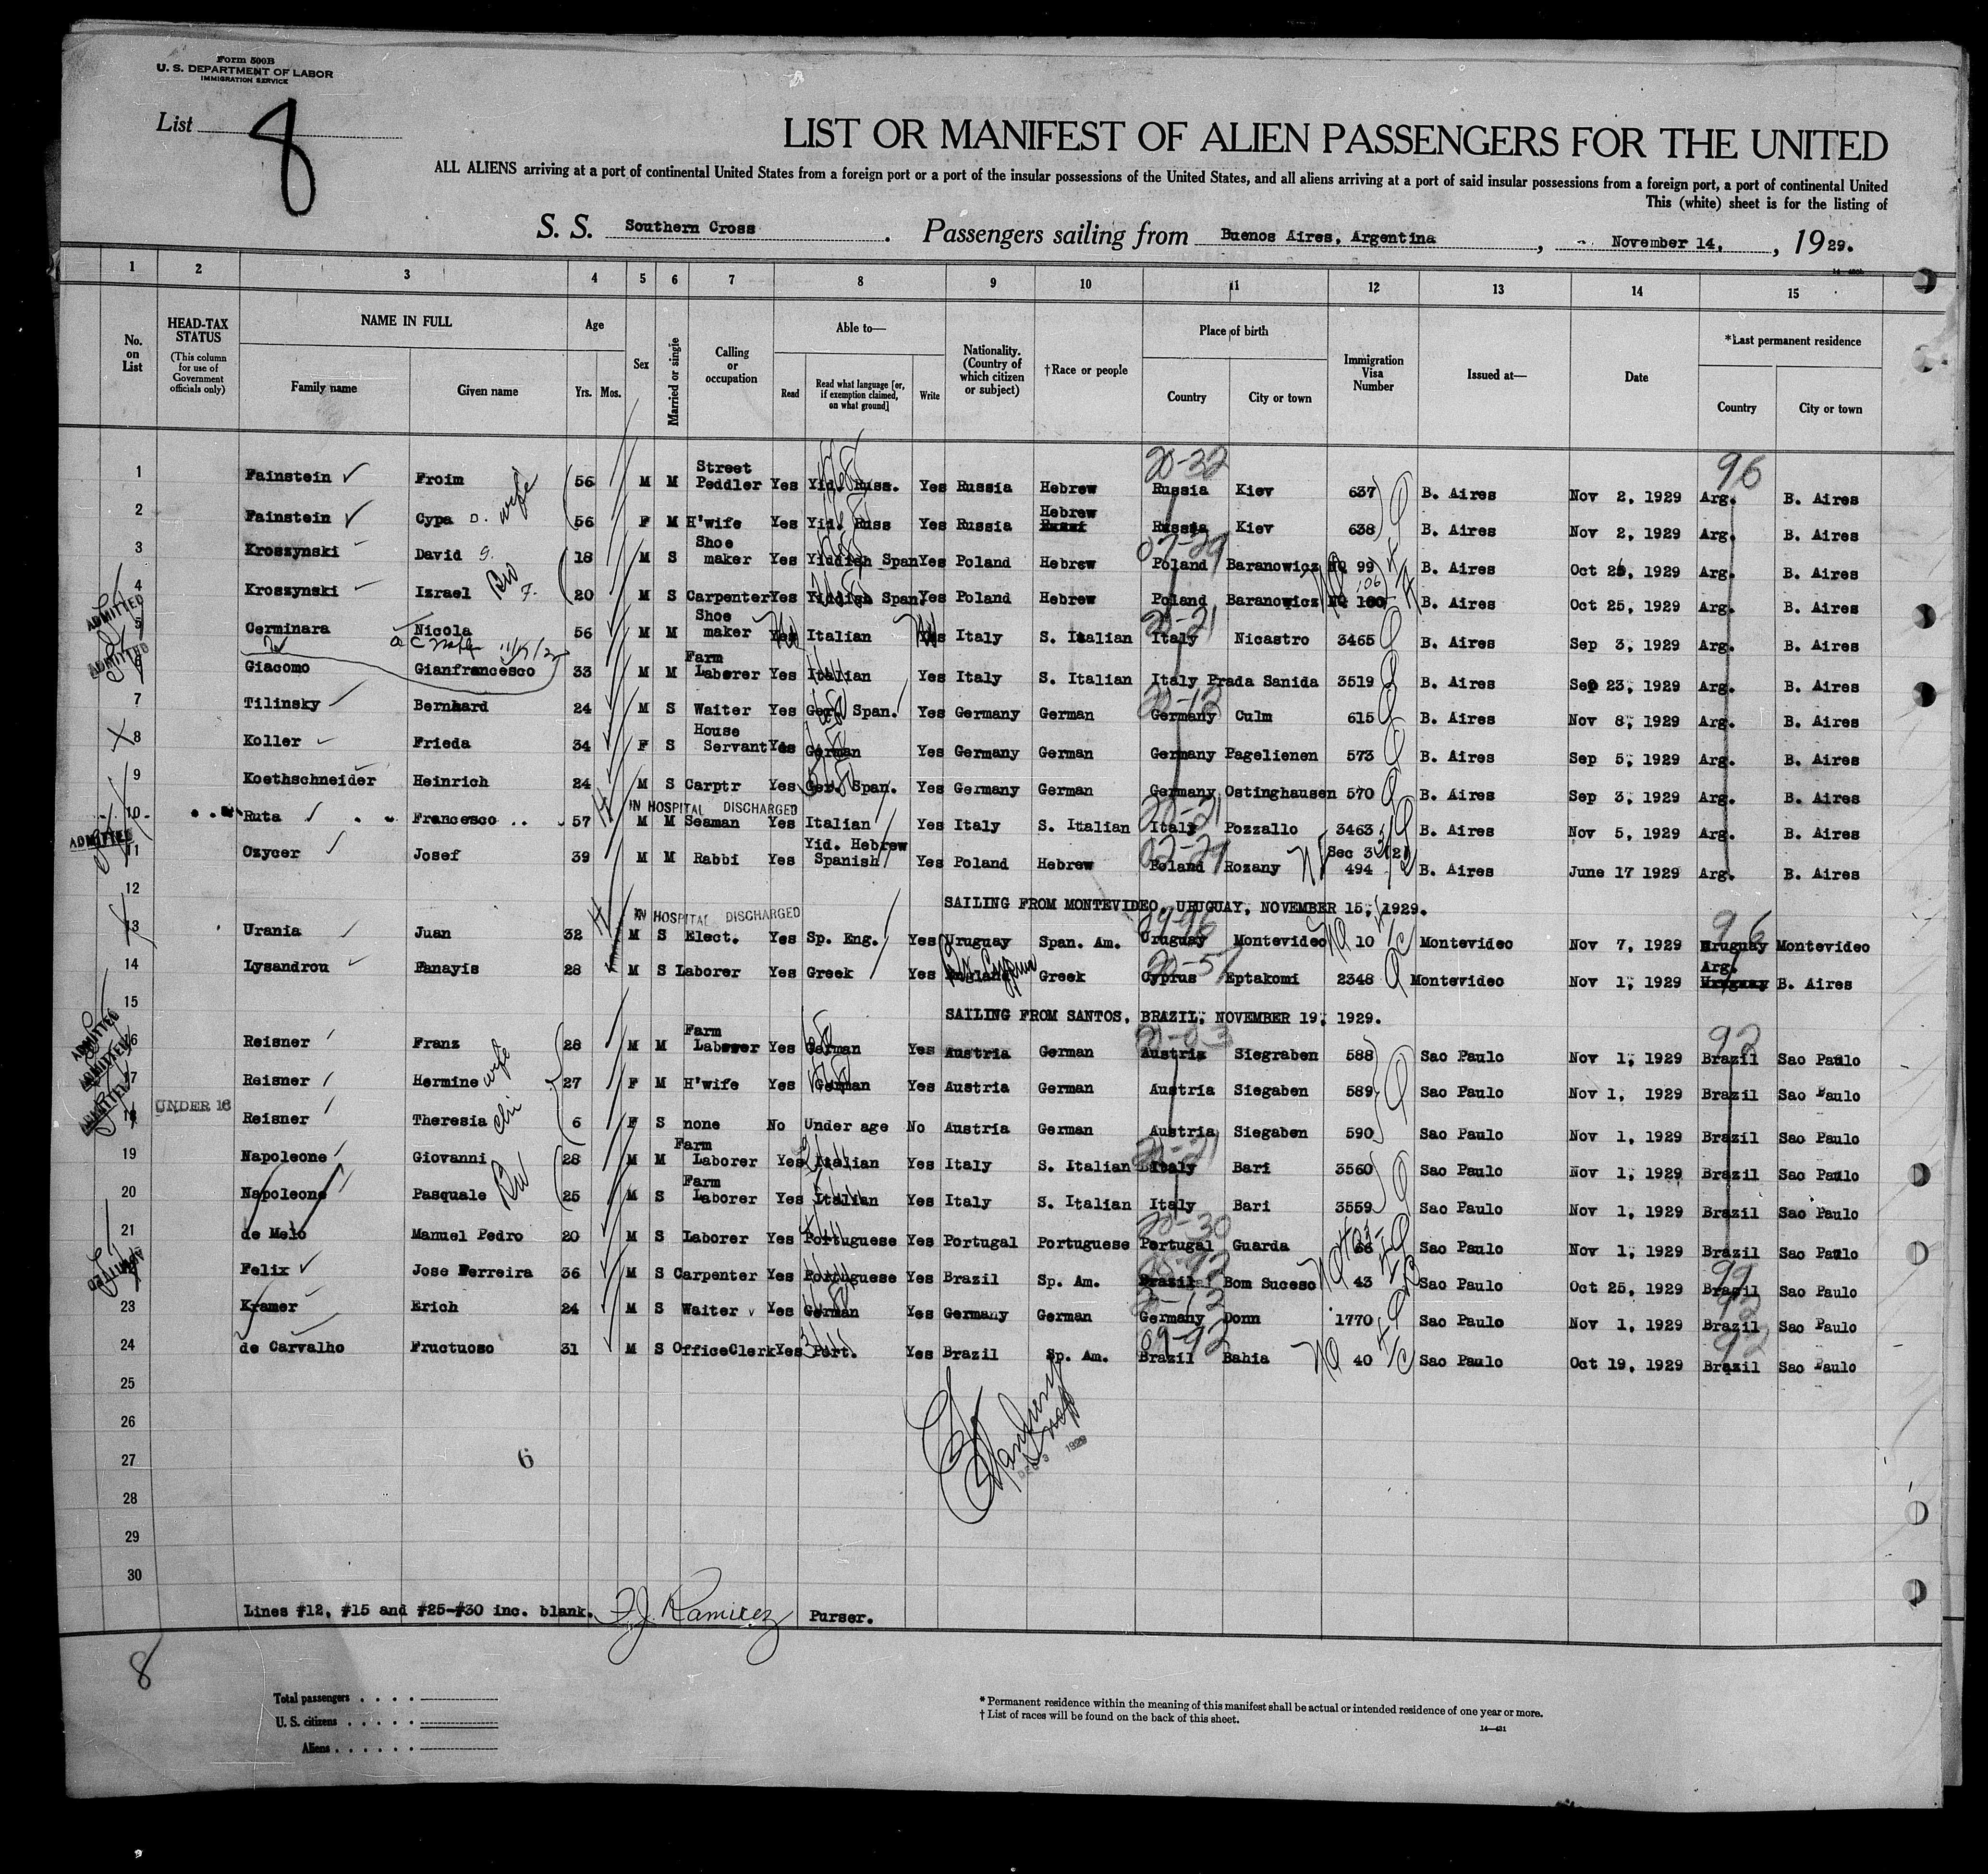 Form 500B
U. S. DEPARTMENT OF LABOR
IMMIGRATION SERVICE
List 8
LIST OR MANIFEST OF ALIEN PASSENGERS FOR THE UNITED
ALL ALIENS arriving at a port of continental United States from a foreign port or a port of the insular possessions of the United States, and all aliens arriving at a port of said insular possessions from a foreign port, a port of continental United
This (white) sheet is for the listing of
S. S. Southern Cross. Passengers sailing from Buenos Aires, Argentina, November 14, 1929.
1 2 3 4 5 6 7 8 9 10 11 12 13 14 15
No. on List
HEAD-TAX STATUS (This column for use of Government officials only)
NAME IN FULL Family name Given name
Age Yrs. Mos.
Sex
Married or single
Calling or occupation
Able to— Read Read what language [or, if exemption claimed, on what ground] Write
Nationality. (Country of which citizen or subject)
†Race or people
Place of birth Country City or town
Immigration Visa Number
Issued at—
Date
*Last permanent residence Country City or town
20-32 96
1 Fainstein Froim 56 M M Street Peddler Yes Yid. Russ. Yes Russia Hebrew Russia Kiev 637 B. Aires Nov 2, 1929 Arg. B. Aires
2 Fainstein Cypa wife 56 F M H'wife Yes Yid. Russ Yes Russia Hebrew Russia Kiev 638 B. Aires Nov 2, 1929 Arg. B. Aires
3 Kroszynski David 18 M S Shoe maker Yes Yiddish Span Yes Poland Hebrew Poland Baranowicz NQ 99 B. Aires Oct 25, 1929 Arg. B. Aires
4 Kroszynski Izrael 20 M S Carpenter Yes Yiddish Span. Yes Poland Hebrew Poland Baranowicz NQ 100 B. Aires Oct 25, 1929 Arg. B. Aires
ADMITTED
5 Germinara Nicola 56 M M Shoe maker Yes Italian Yes Italy S. Italian Italy Nicastro 3465 B. Aires Sep 3, 1929 Arg. B. Aires
ADMITTED
6 Giacomo Gianfrancesco 33 M M Farm Laborer Yes Italian Yes Italy S. Italian Italy Prada Sanida 3519 B. Aires Sep 23, 1929 Arg. B. Aires
7 Tilinsky Bernhard 24 M S Waiter Yes Ger. Span. Yes Germany German Germany Culm 615 B. Aires Nov 8, 1929 Arg. B. Aires
8 Koller Frieda 34 F S House Servant Yes German Yes Germany German Germany Pagelienen 573 B. Aires Sep 5, 1929 Arg. B. Aires
9 Koethschneider Heinrich 24 M S Carptr Yes Ger. Span. Yes Germany German Germany Ostinghausen 570 B. Aires Sep 3, 1929 Arg. B. Aires
IN HOSPITAL DISCHARGED
10 Ruta Francesco 57 M M Seaman Yes Italian Yes Italy S. Italian Italy Pozzallo 3463 B. Aires Nov 5, 1929 Arg. B. Aires
ADMITTED
11 Ozycer Josef 39 M M Rabbi Yes Yid. Hebrew Spanish Yes Poland Hebrew Poland Rozany 494 B. Aires June 17 1929 Arg. B. Aires
12 SAILING FROM MONTEVIDEO, URUGUAY, NOVEMBER 15, 1929.
IN HOSPITAL DISCHARGED
13 Urania Juan 32 M S Elect. Yes Sp. Eng. Yes Uruguay Span. Am. Uruguay Montevideo 10 Montevideo Nov 7, 1929 Uruguay Montevideo
14 Lysandrou Panayis 28 M S Laborer Yes Greek Yes England Greek Cyprus Eptakomi 2348 Montevideo Nov 1, 1929 Arg. Uruguay B. Aires
15 SAILING FROM SANTOS, BRAZIL, NOVEMBER 19, 1929.
ADMITTED
16 Reisner Franz 28 M M Farm Laborer Yes German Yes Austria German Austria Siegraben 588 Sao Paulo Nov 1, 1929 Brazil Sao Paulo
ADMITTED
17 Reisner Hermine wife 27 F M H'wife Yes German Yes Austria German Austria Siegaben 589 Sao Paulo Nov 1, 1929 Brazil Sao Paulo
ADMITTED
18 UNDER 16 Reisner Theresia 6 F S none No Under age No Austria German Austria Siegaben 590 Sao Paulo Nov 1, 1929 Brazil Sao Paulo
19 Napoleone Giovanni 28 M M Farm Laborer Yes Italian Yes Italy S. Italian Italy Bari 3560 Sao Paulo Nov 1, 1929 Brazil Sao Paulo
20 Napoleone Pasquale 25 M S Farm Laborer Yes Italian Yes Italy S. Italian Italy Bari 3559 Sao Paulo Nov 1, 1929 Brazil Sao Paulo
21 de Melo Manuel Pedro 20 M S Laborer Yes Portuguese Yes Portugal Portuguese Portugal Guarda Sao Paulo Nov 1, 1929 Brazil Sao Paulo
ADMITTED
22 Felix Jose Ferreira 36 M S Carpenter Yes Portuguese Yes Brazil Sp. Am. Brazil Bom Suceso 43 Sao Paulo Oct 25, 1929 Brazil Sao Paulo
23 Kramer Erich 24 M S Waiter Yes German Yes Germany German Germany Donn 1770 Sao Paulo Nov 1, 1929 Brazil Sao Paulo
24 de Carvalho Fructuoso 31 M S OfficeClerk Yes Port. Yes Brazil Sp. Am. Brazil Bahia NQ 40 Sao Paulo Oct 19, 1929 Brazil Sao Paulo
25
26
27 6
28
29
30
DEC 3 1929
Lines #12, #15 and #25-#30 inc. blank. F.J. Ramirez Purser.
8
Total passengers
U. S. citizens
Aliens
* Permanent residence within the meaning of this manifest shall be actual or intended residence of one year or more.
† List of races will be found on the back of this sheet.
14—431